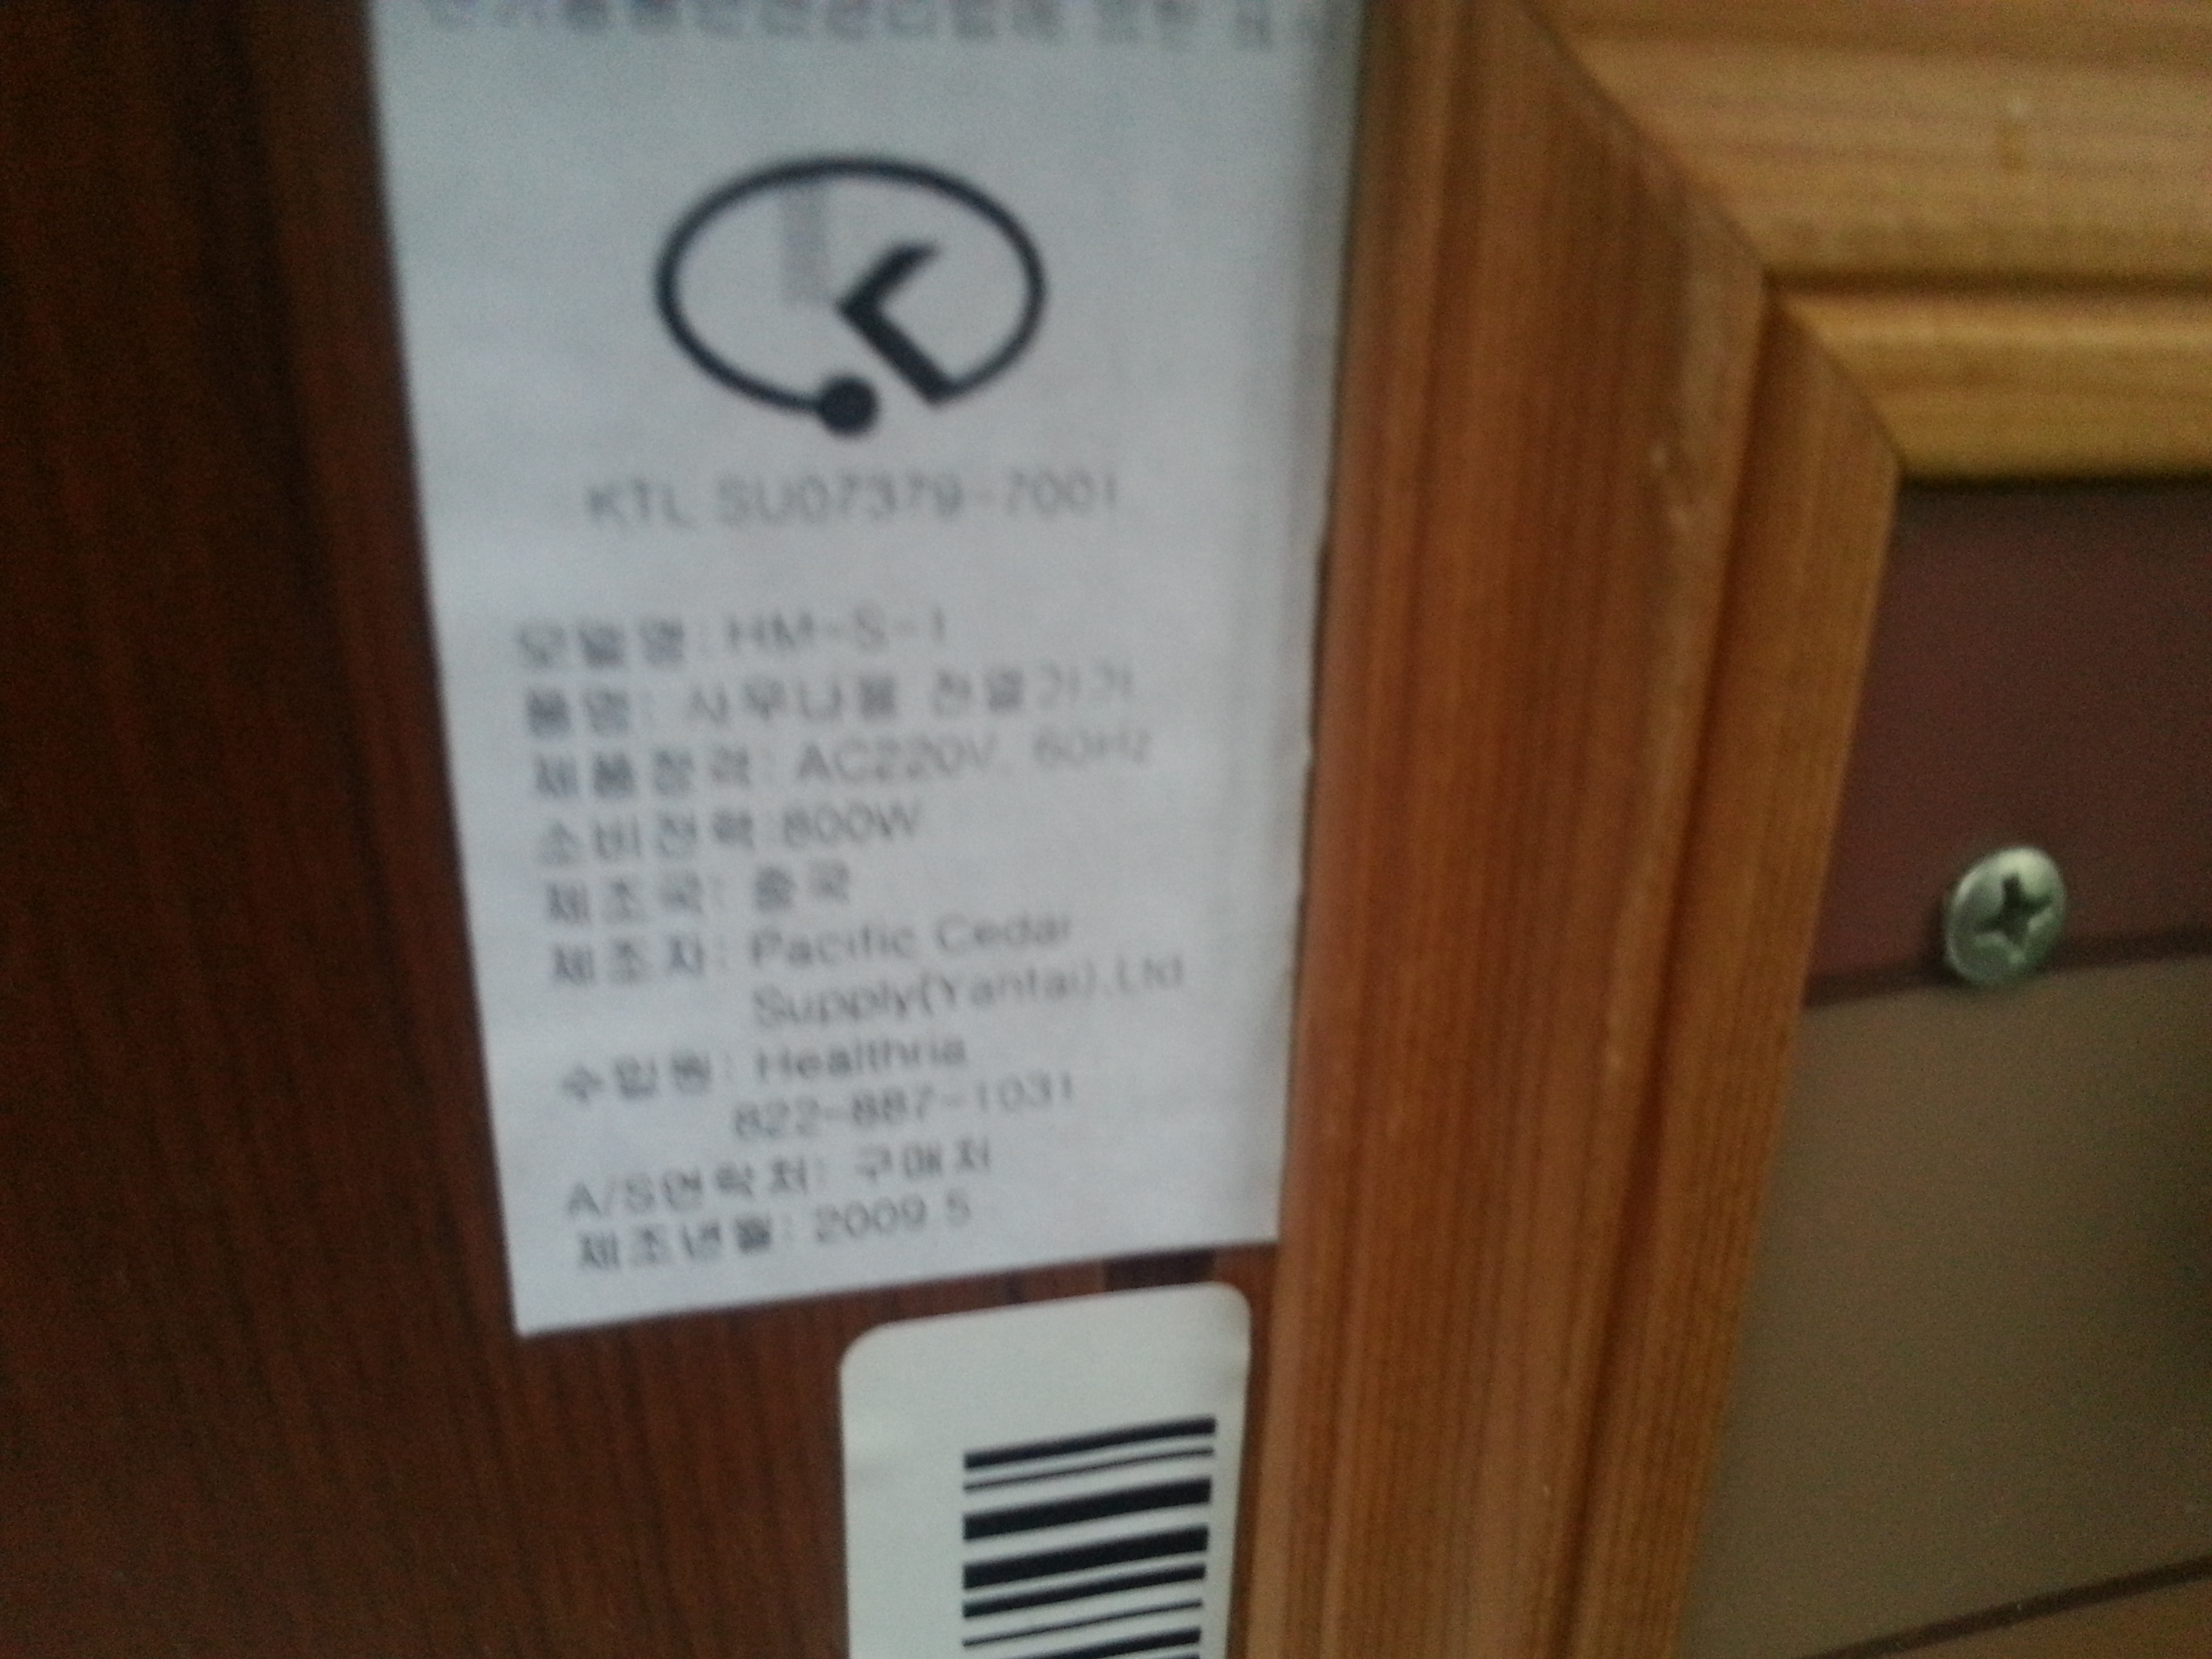 KTL SU07379-7001
모델명: HM-S-1
품명: 사우나용 전열기기
제품정격: AC220V, 60Hz
소비전력:800W
제조국: 중국
제조자: Pacific Cedar
Supply(Yantai),Ltd
수입원: Healthria
822-887-1031
A/S연락처: 구매처
제조년월: 2009.5